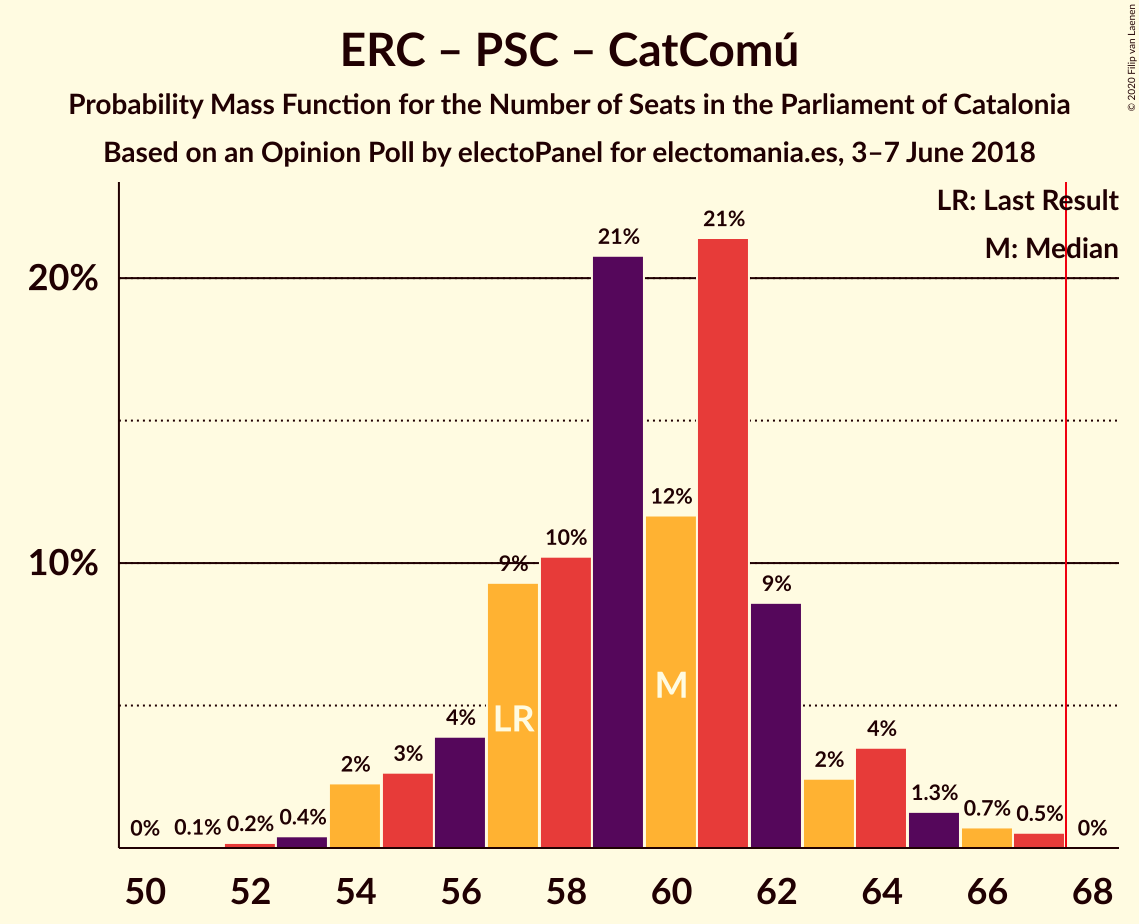 ERC – PSC – CatComú
Probability Mass Function for the Number of Seats in the Parliament of Catalonia
Based on an Opinion Poll by electoPanel for electomania.es, 3–7 June 2018
© 2020 Filip van Laenen
LR: Last Result
M: Median
20%
10%
0% 0.1% 0.2% 0.4% 2% 3% 4% 9% 10% 21% 12% 21% 9% 2% 4% 1.3% 0.7% 0.5% 0%
LR
M
50 52 54 56 58 60 62 64 66 68